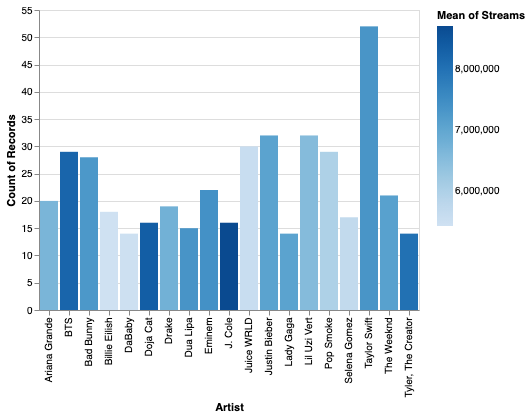 55
50
45
40
35
30
25
20
15
10
5
0
Count of Records
Ariana Grande
BTS
Bad Bunny
Billie Eilish
DaBaby
Doja Cat
Drake
Dua Lipa
Eminem
J. Cole
Juice WRLD
Justin Bieber
Lady Gaga
Lil Uzi Vert
Pop Smoke
Selena Gomez
Taylor Swift
The Weeknd
Tyler, The Creator
Artist
Mean of Streams
8,000,000
7,000,000
6,000,000